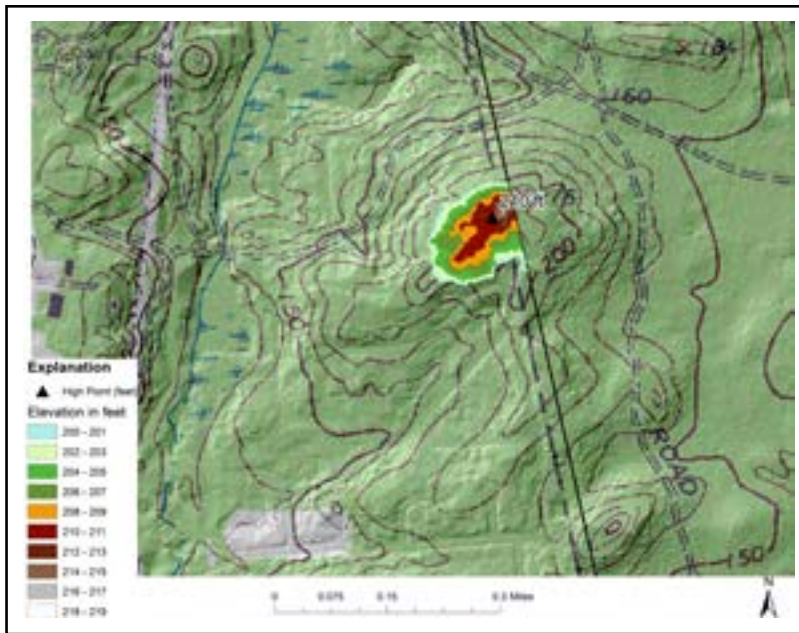 160
200
ROAD
150
Explanation
High Point (feet)
Elevation in feet
200 - 201
202 - 203
204 - 205
206 - 207
208 - 209
210 - 211
212 - 213
214 - 215
216 - 217
218 - 219
0 0.075 0.15 0.3 Miles
N